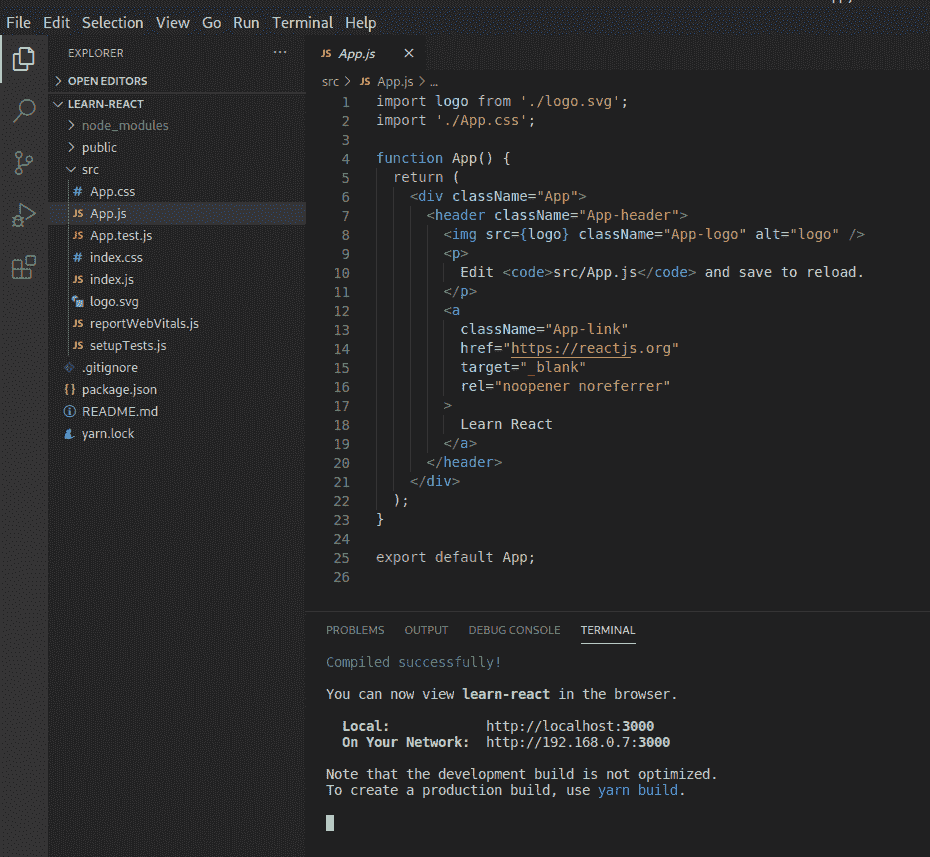 File Edit Selection View Go Run Terminal Help
EXPLORER ...
OPEN EDITORS
LEARN-REACT
node_modules
public
src
# App.css
JS App.js
JS App.test.js
# index.css
JS index.js
logo.svg
JS reportWebVitals.js
JS setupTests.js
.gitignore
{} package.json
README.md
yarn.lock
JS App.js ×
src > JS App.js > ...
1 import logo from './logo.svg';
2 import './App.css';
3
4 function App() {
5 return (
6 <div className="App">
7 <header className="App-header">
8 <img src={logo} className="App-logo" alt="logo" />
9 <p>
10 Edit <code>src/App.js</code> and save to reload.
11 </p>
12 <a
13 className="App-link"
14 href="https://reactjs.org"
15 target="_blank"
16 rel="noopener noreferrer"
17 >
18 Learn React
19 </a>
20 </header>
21 </div>
22 );
23 }
24
25 export default App;
26
PROBLEMS OUTPUT DEBUG CONSOLE TERMINAL
Compiled successfully!
You can now view learn-react in the browser.
Local: http://localhost:3000
On Your Network: http://192.168.0.7:3000
Note that the development build is not optimized.
To create a production build, use yarn build.